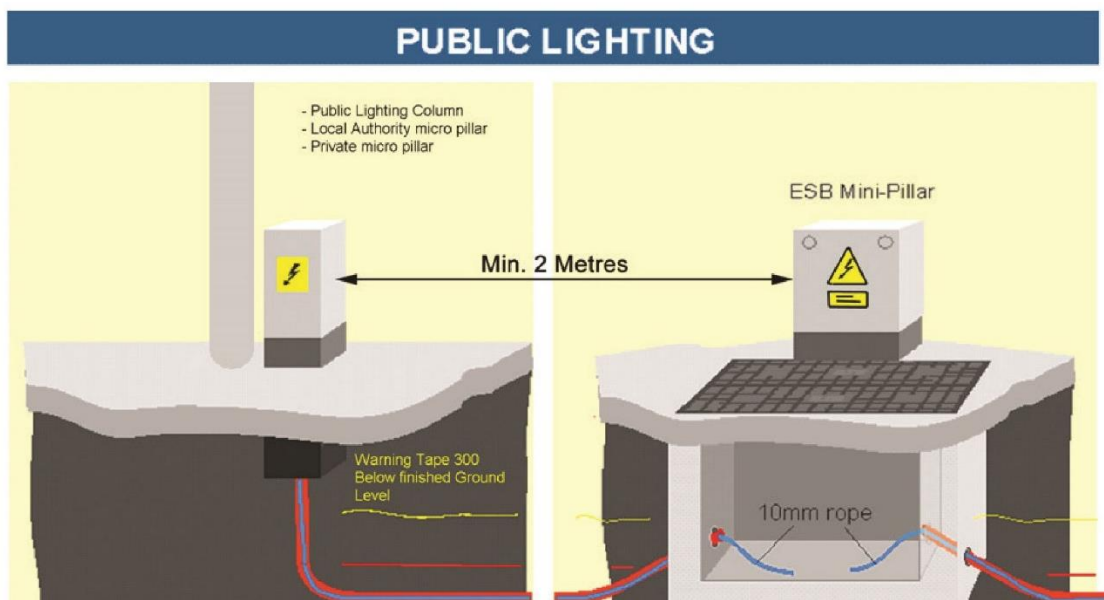 PUBLIC LIGHTING
- Public Lighting Column
- Local Authority micro pillar
- Private micro pillar
ESB Mini-Pillar
Min. 2 Metres
Warning Tape 300
Below finished Ground
Level
10mm rope